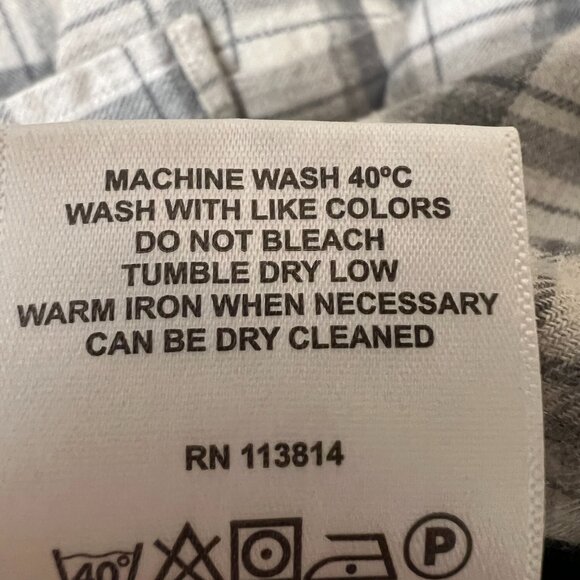 MACHINE WASH 40ºC
WASH WITH LIKE COLORS
DO NOT BLEACH
TUMBLE DRY LOW
WARM IRON WHEN NECESSARY
CAN BE DRY CLEANED
RN 113814
40° P